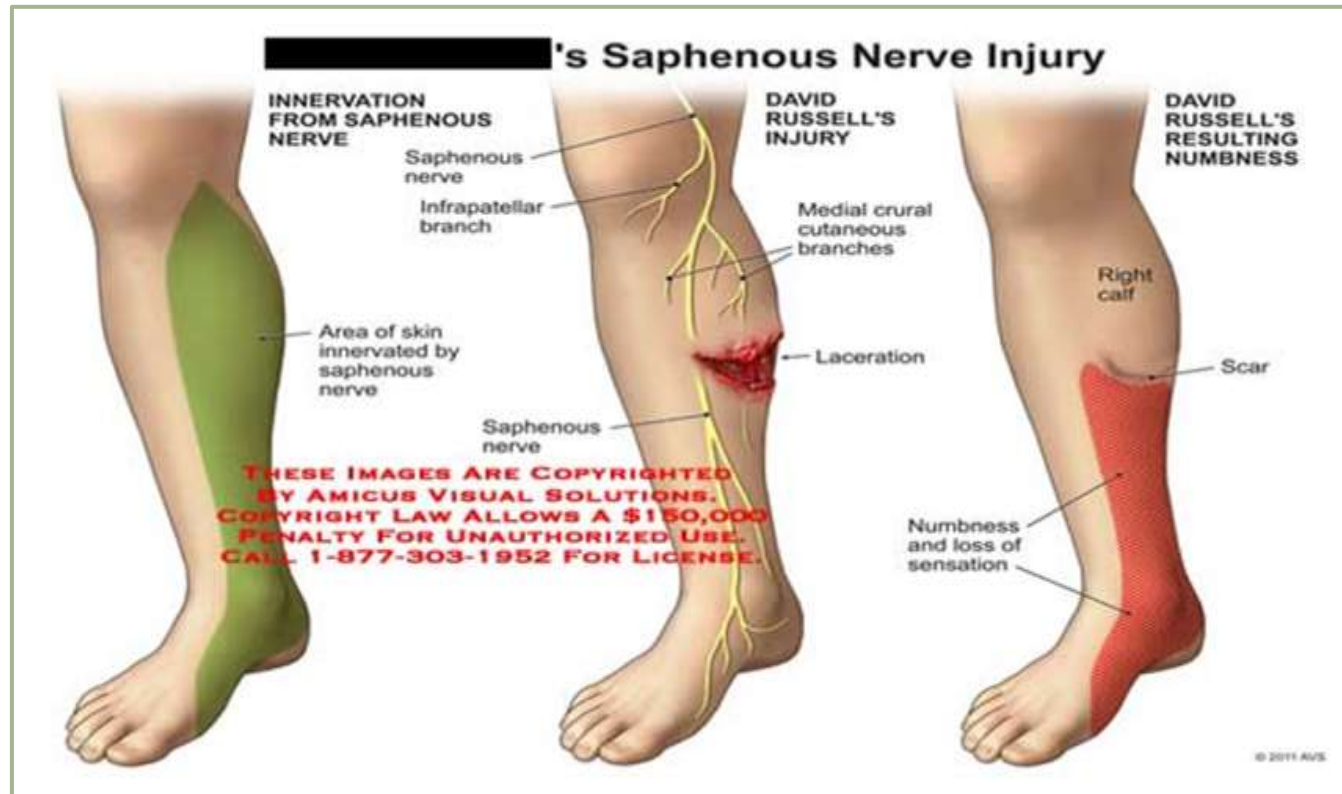 's Saphenous Nerve Injury
INNERVATION
FROM SAPHENOUS
NERVE
Area of skin
innervated by
saphenous
nerve
DAVID
RUSSELL'S
INJURY
Saphenous
nerve
Infrapatellar
branch
Medial crural
cutaneous
branches
Laceration
Saphenous
nerve
DAVID
RUSSELL'S
RESULTING
NUMBNESS
Right
calf
Scar
Numbness
and loss of
sensation
THESE IMAGES ARE COPYRIGHTED
BY AMICUS VISUAL SOLUTIONS.
COPYRIGHT LAW ALLOWS A $150,000
PENALTY FOR UNAUTHORIZED USE.
CALL 1-877-303-1952 FOR LICENSE.
© 2011 AVS